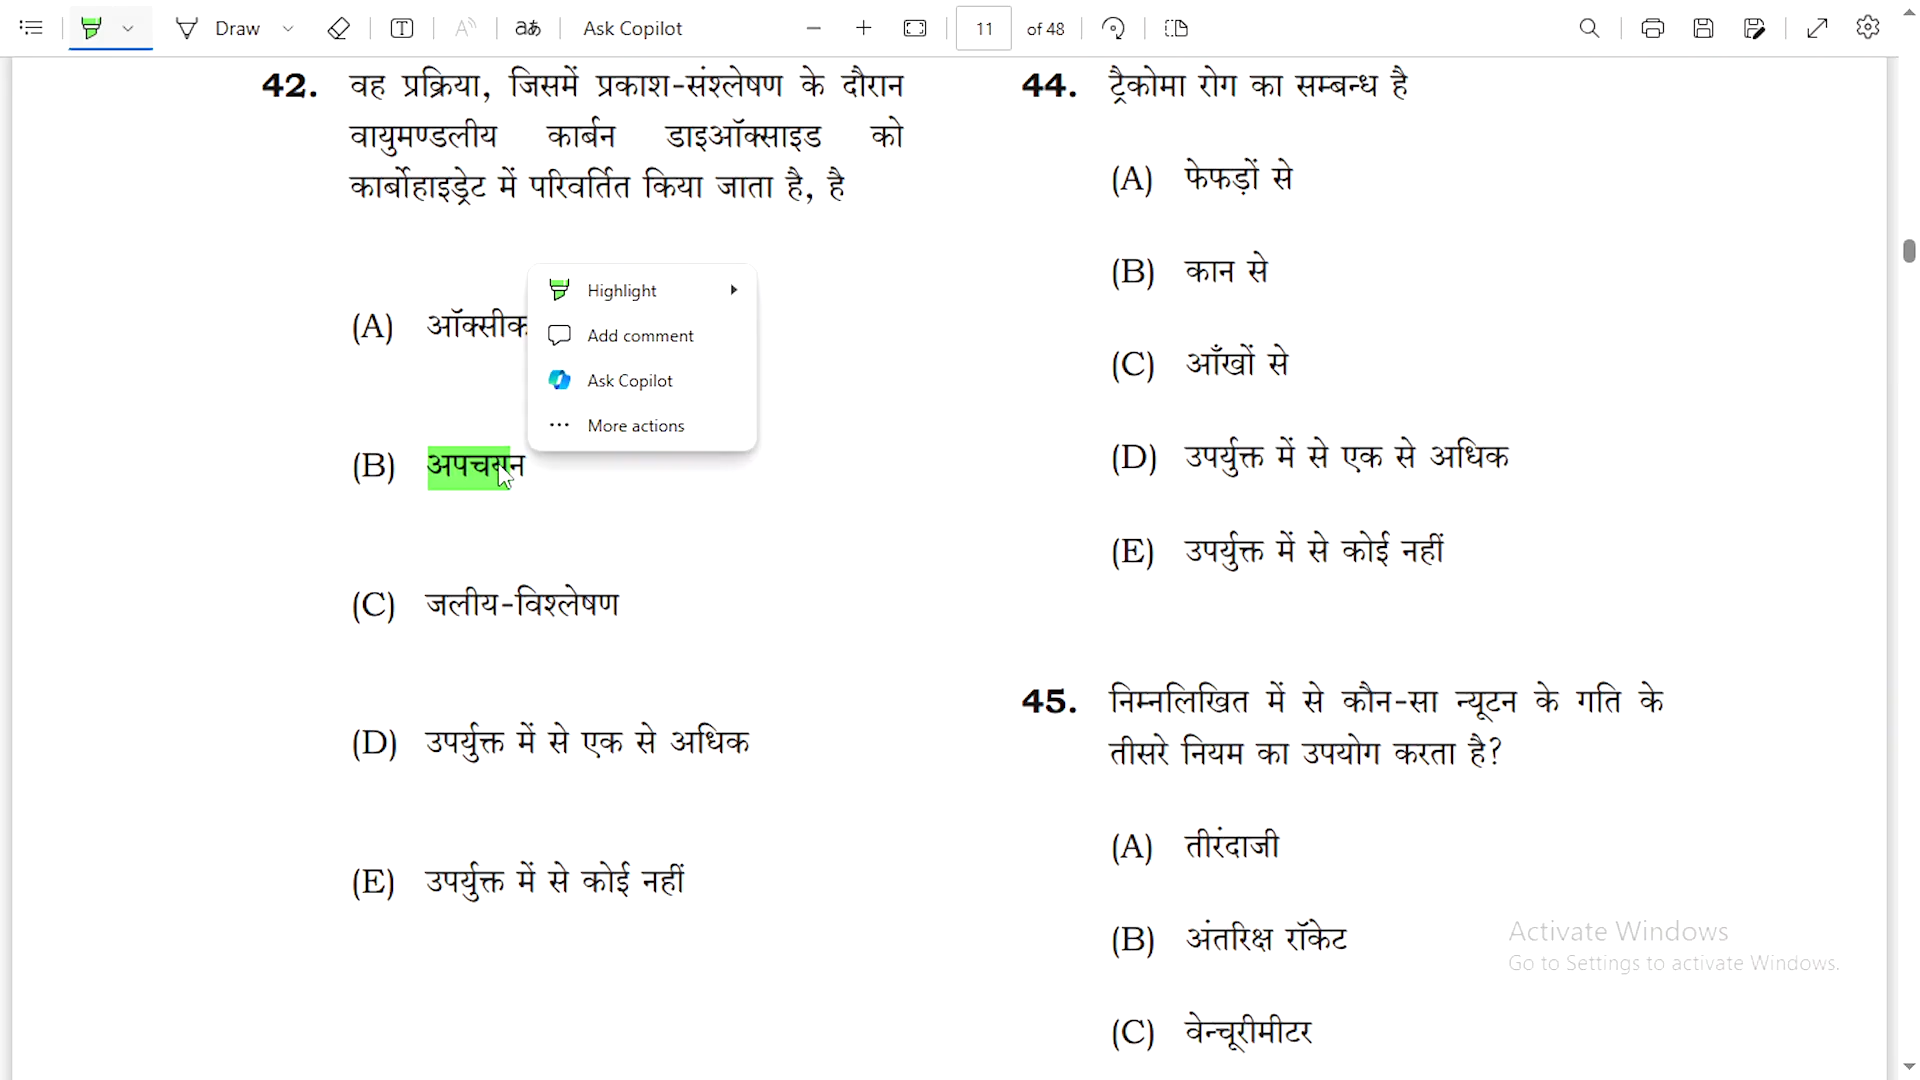 Draw
Ask Copilot
11
of 48
42. वह प्रक्रिया, जिसमें प्रकाश-संश्लेषण के दौरान
वायुमण्डलीय कार्बन डाइऑक्साइड को
कार्बोहाइड्रेट में परिवर्तित किया जाता है, है
(A) ऑक्सीक
Highlight
Add comment
Ask Copilot
More actions
(B) अपचयन
(C) जलीय-विश्लेषण
(D) उपर्युक्त में से एक से अधिक
(E) उपर्युक्त में से कोई नहीं
44. ट्रैकोमा रोग का सम्बन्ध है
(A) फेफड़ों से
(B) कान से
(C) आँखों से
(D) उपर्युक्त में से एक से अधिक
(E) उपर्युक्त में से कोई नहीं
45. निम्नलिखित में से कौन-सा न्यूटन के गति के
तीसरे नियम का उपयोग करता है?
(A) तीरंदाजी
(B) अंतरिक्ष रॉकेट
(C) वेन्चूरीमीटर
Activate Windows
Go to Settings to activate Windows.